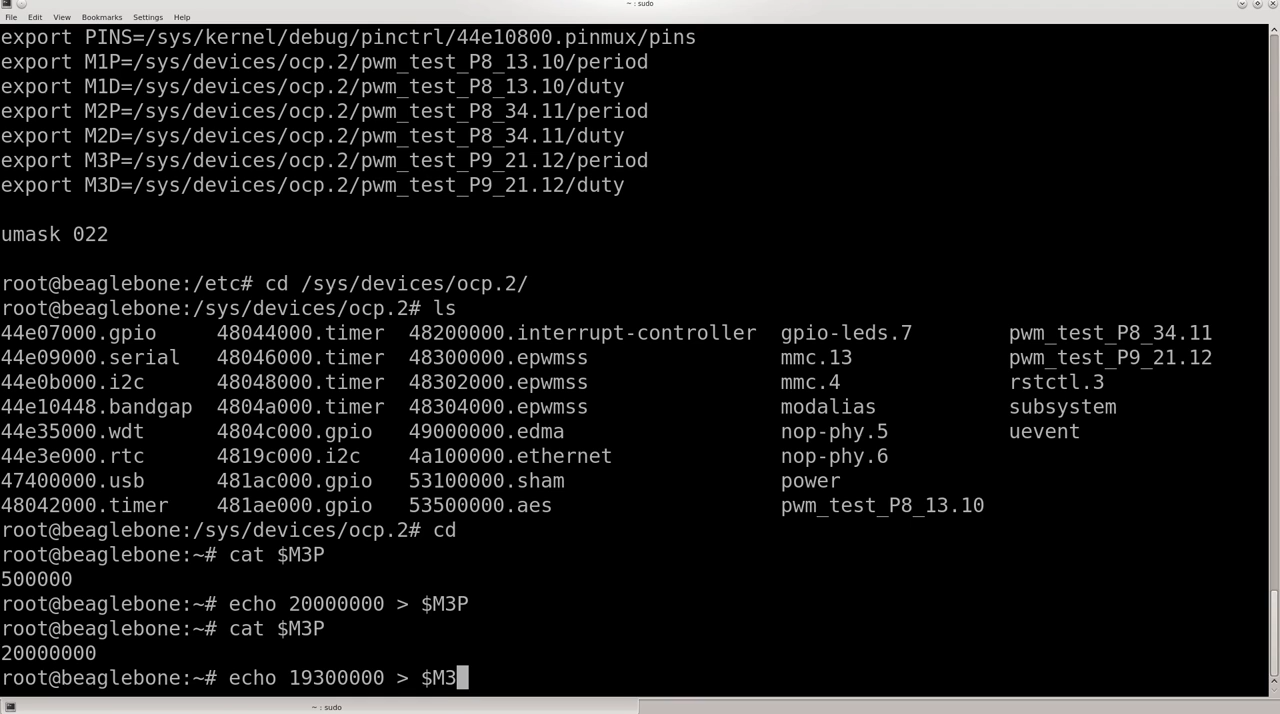 ~ : sudo
File Edit View Bookmarks Settings Help
export PINS=/sys/kernel/debug/pinctrl/44e10800.pinmux/pins
export M1P=/sys/devices/ocp.2/pwm_test_P8_13.10/period
export M1D=/sys/devices/ocp.2/pwm_test_P8_13.10/duty
export M2P=/sys/devices/ocp.2/pwm_test_P8_34.11/period
export M2D=/sys/devices/ocp.2/pwm_test_P8_34.11/duty
export M3P=/sys/devices/ocp.2/pwm_test_P9_21.12/period
export M3D=/sys/devices/ocp.2/pwm_test_P9_21.12/duty
umask 022
root@beaglebone:/etc# cd /sys/devices/ocp.2/
root@beaglebone:/sys/devices/ocp.2# ls
44e07000.gpio 48044000.timer 48200000.interrupt-controller gpio-leds.7 pwm_test_P8_34.11
44e09000.serial 48046000.timer 48300000.epwmss mmc.13 pwm_test_P9_21.12
44e0b000.i2c 48048000.timer 48302000.epwmss mmc.4 rstctl.3
44e10448.bandgap 4804a000.timer 48304000.epwmss modalias subsystem
44e35000.wdt 4804c000.gpio 49000000.edma nop-phy.5 uevent
44e3e000.rtc 4819c000.i2c 4a100000.ethernet nop-phy.6
47400000.usb 481ac000.gpio 53100000.sham power
48042000.timer 481ae000.gpio 53500000.aes pwm_test_P8_13.10
root@beaglebone:/sys/devices/ocp.2# cd
root@beaglebone:~# cat $M3P
500000
root@beaglebone:~# echo 20000000 > $M3P
root@beaglebone:~# cat $M3P
20000000
root@beaglebone:~# echo 19300000 > $M3
~ : sudo